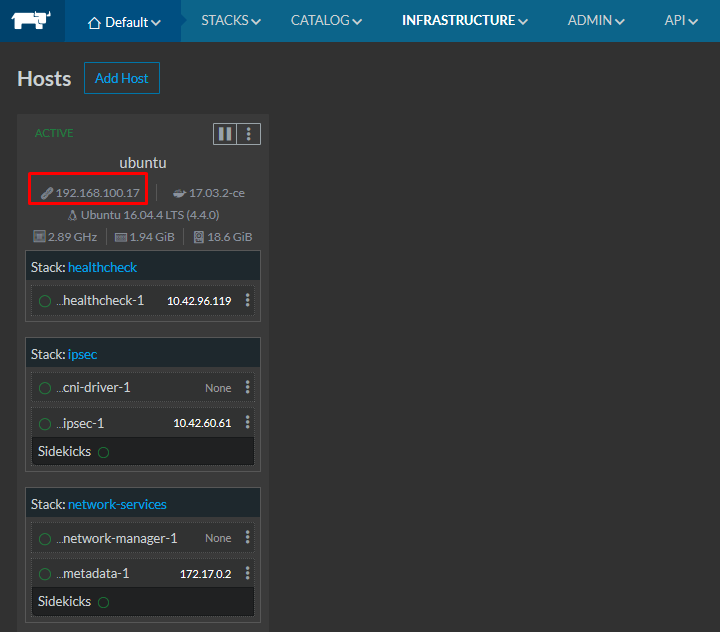 Default STACKS CATALOG INFRASTRUCTURE ADMIN API
Hosts Add Host
ACTIVE
ubuntu
192.168.100.17 17.03.2-ce
Ubuntu 16.04.4 LTS (4.4.0)
2.89 GHz 1.94 GiB 18.6 GiB
Stack: healthcheck
...healthcheck-1 10.42.96.119
Stack: ipsec
...cni-driver-1 None
...ipsec-1 10.42.60.61
Sidekicks
Stack: network-services
...network-manager-1 None
...metadata-1 172.17.0.2
Sidekicks